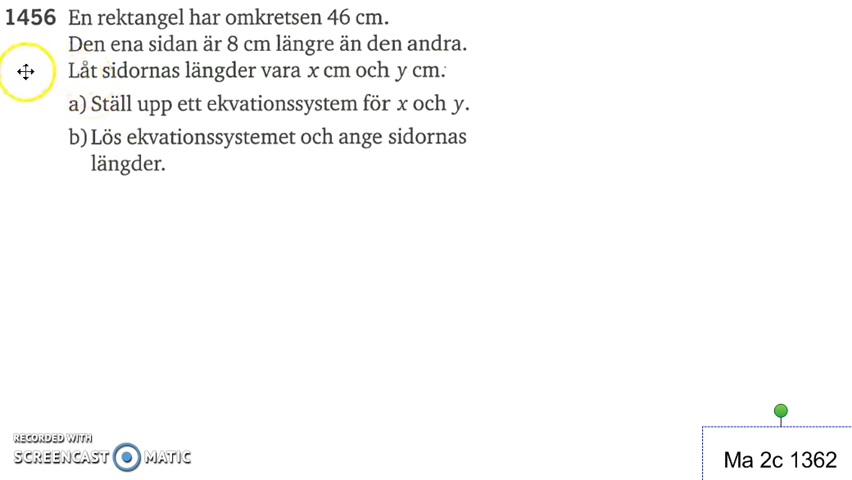 1456 En rektangel har omkretsen 46 cm.
Den ena sidan är 8 cm längre än den andra.
Låt sidornas längder vara x cm och y cm.
a) Ställ upp ett ekvationssystem för x och y.
b) Lös ekvationssystemet och ange sidornas
längder.
RECORDED WITH
SCREENCAST MATIC
Ma 2c 1362